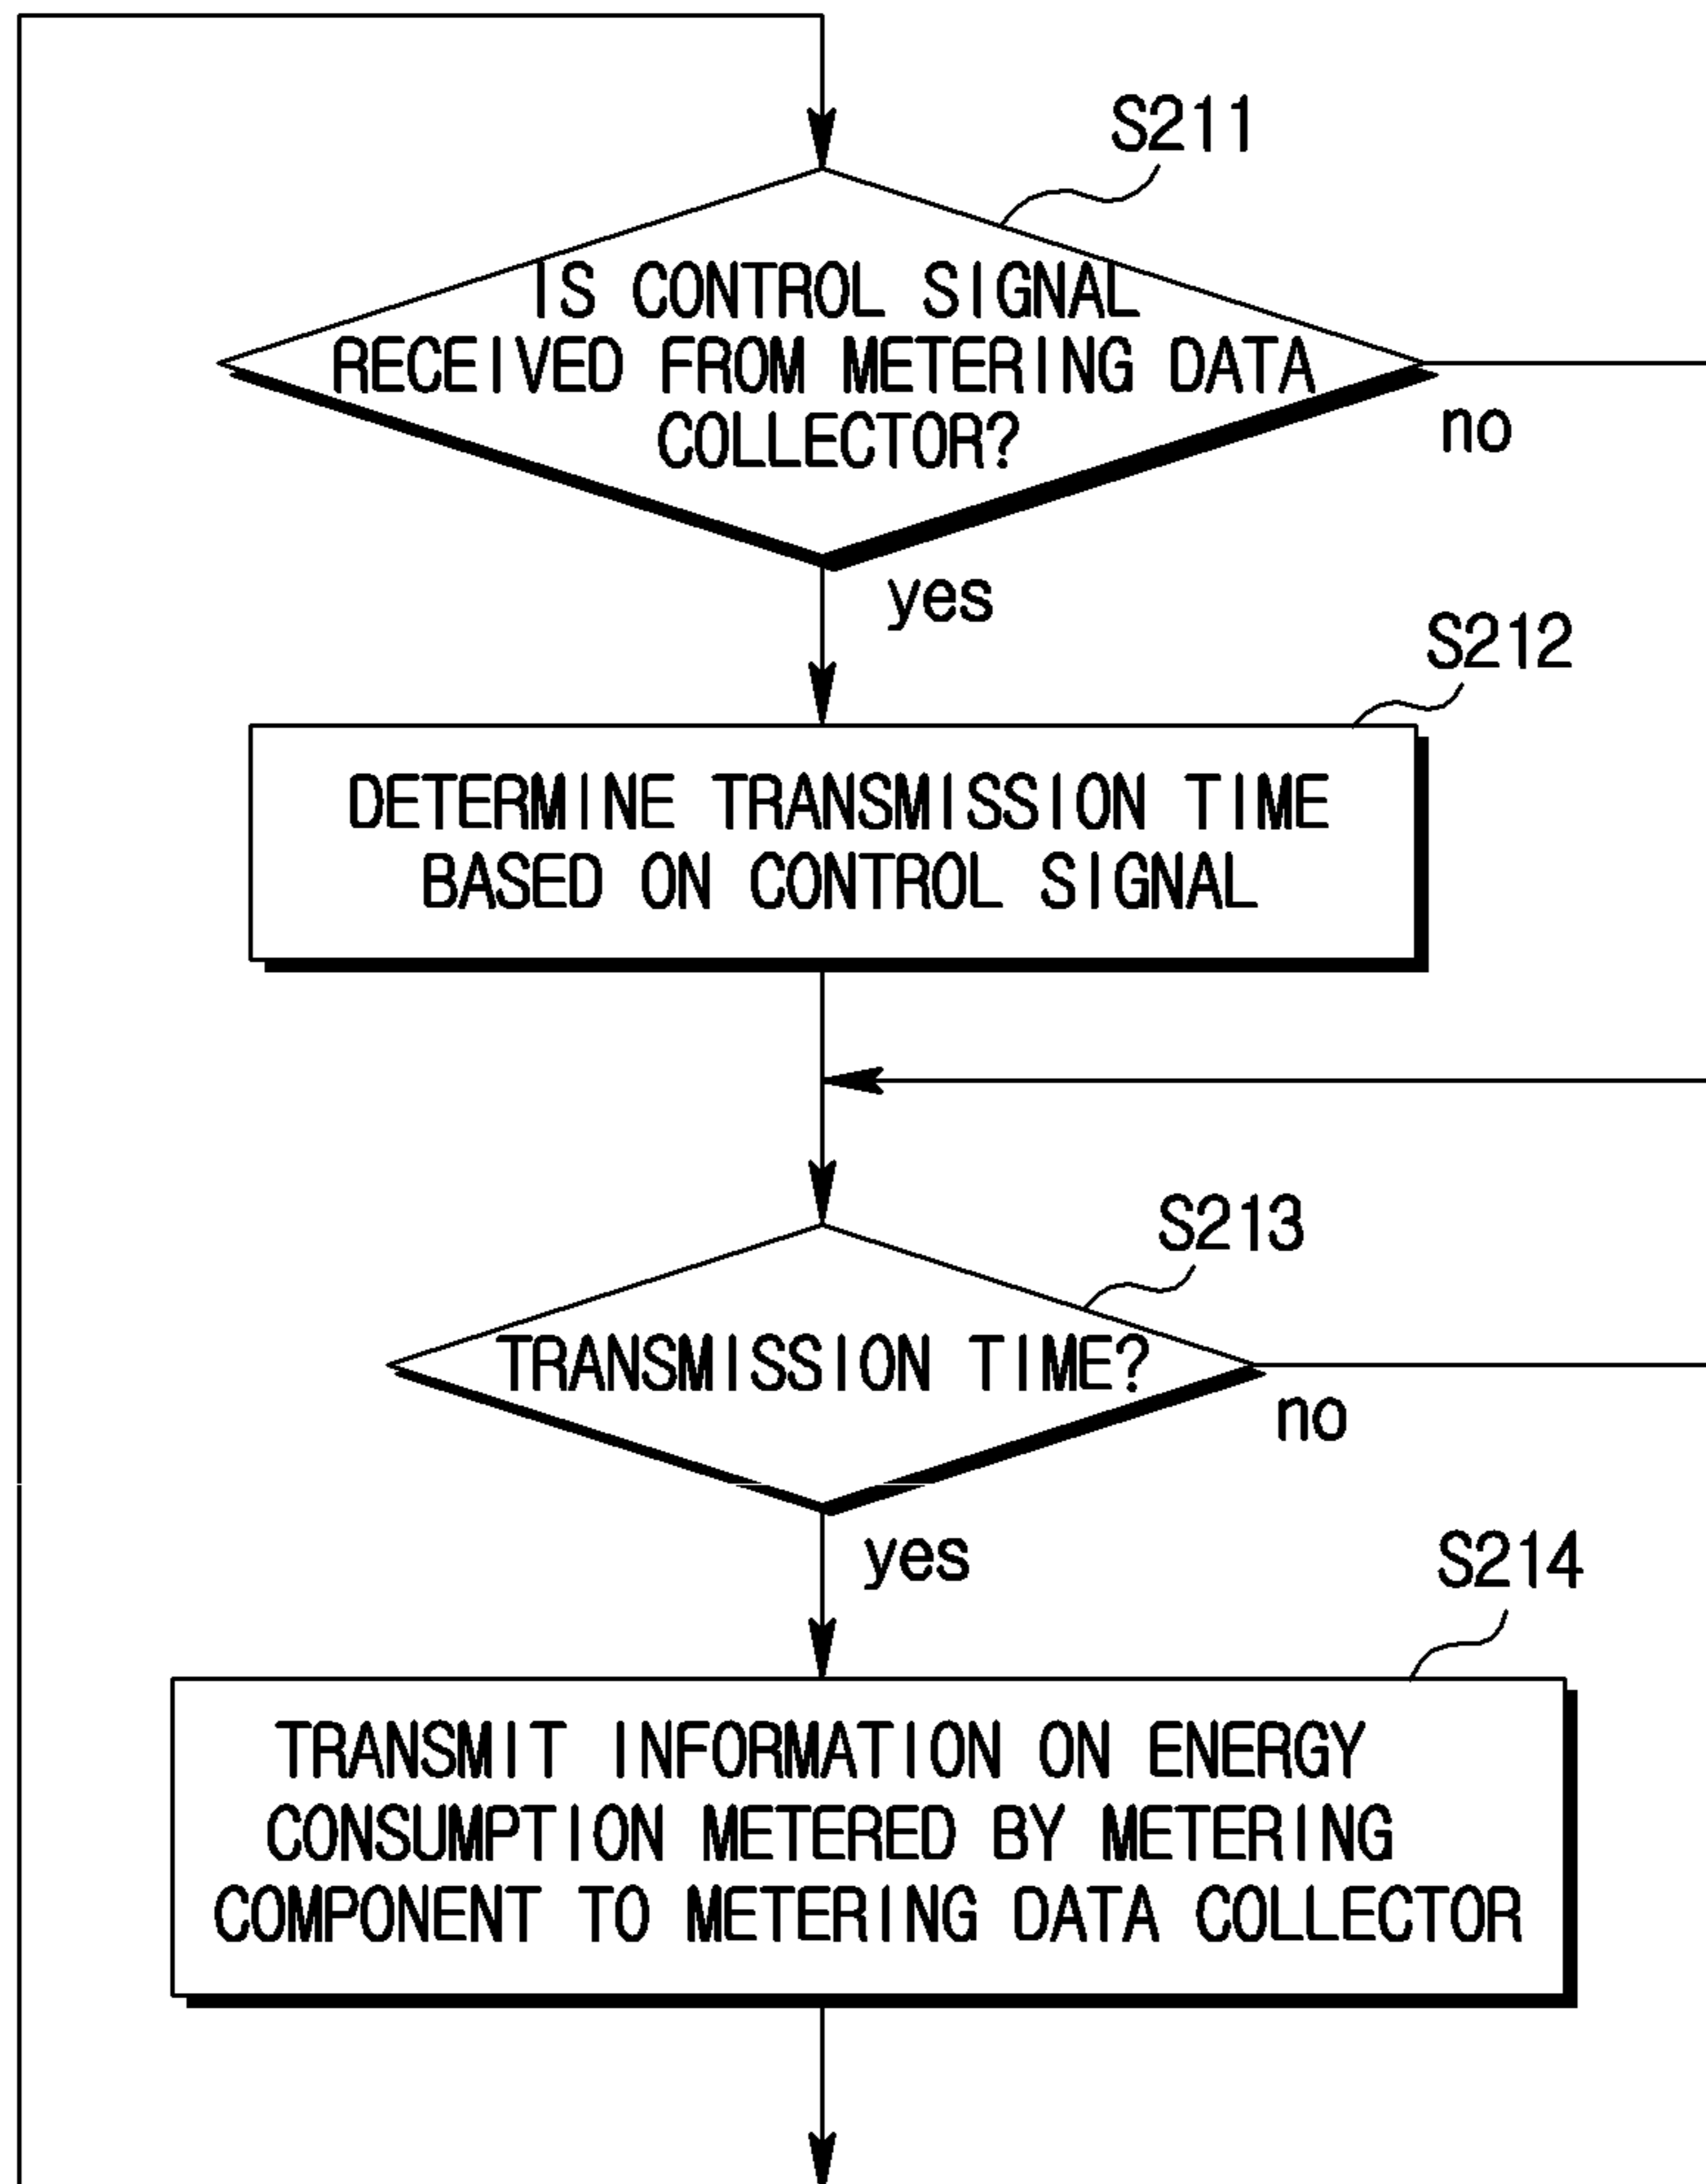 S211
IS CONTROL SIGNAL
RECEIVED FROM METERING DATA
COLLECTOR?
no
yes
S212
DETERMINE TRANSMISSION TIME
BASED ON CONTROL SIGNAL
S213
TRANSMISSION TIME?
no
yes
S214
TRANSMIT INFORMATION ON ENERGY
CONSUMPTION METERED BY METERING
COMPONENT TO METERING DATA COLLECTOR